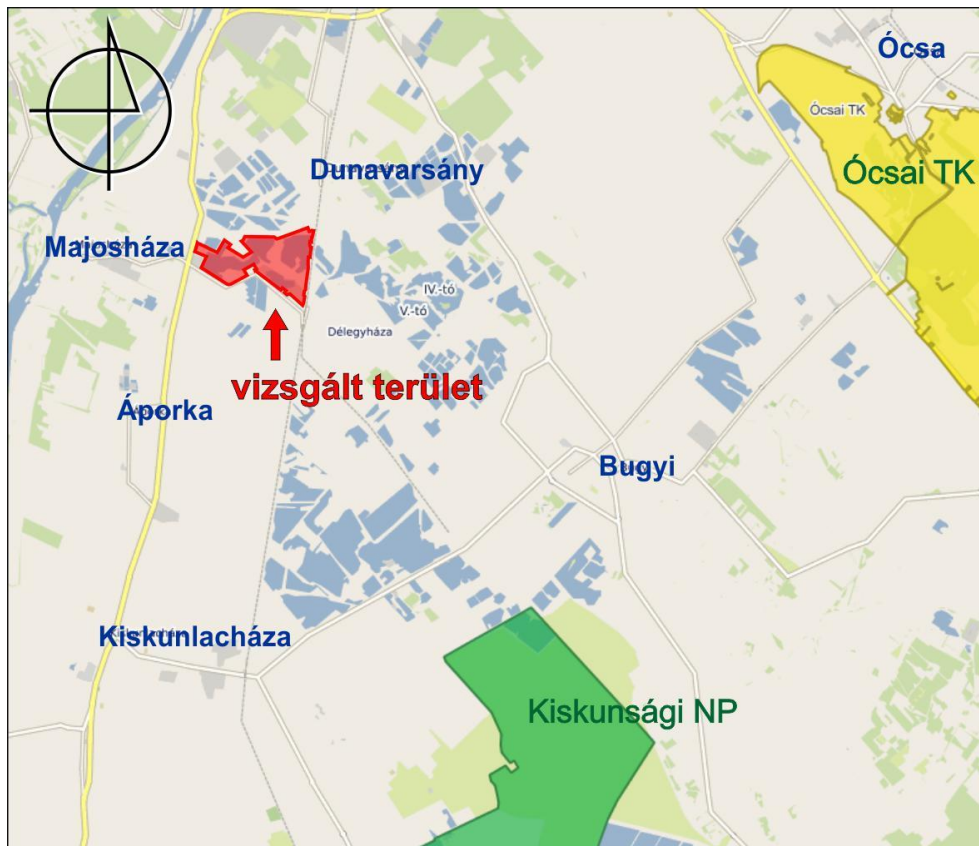 Ócsa
Ócsai TK
Ócsai TK
Dunavarsány
Majosháza
IV.-tó
V.-tó
Délegyháza
vizsgált terület
Áporka
Bugyi
Kiskunlacháza
Kiskunsági NP